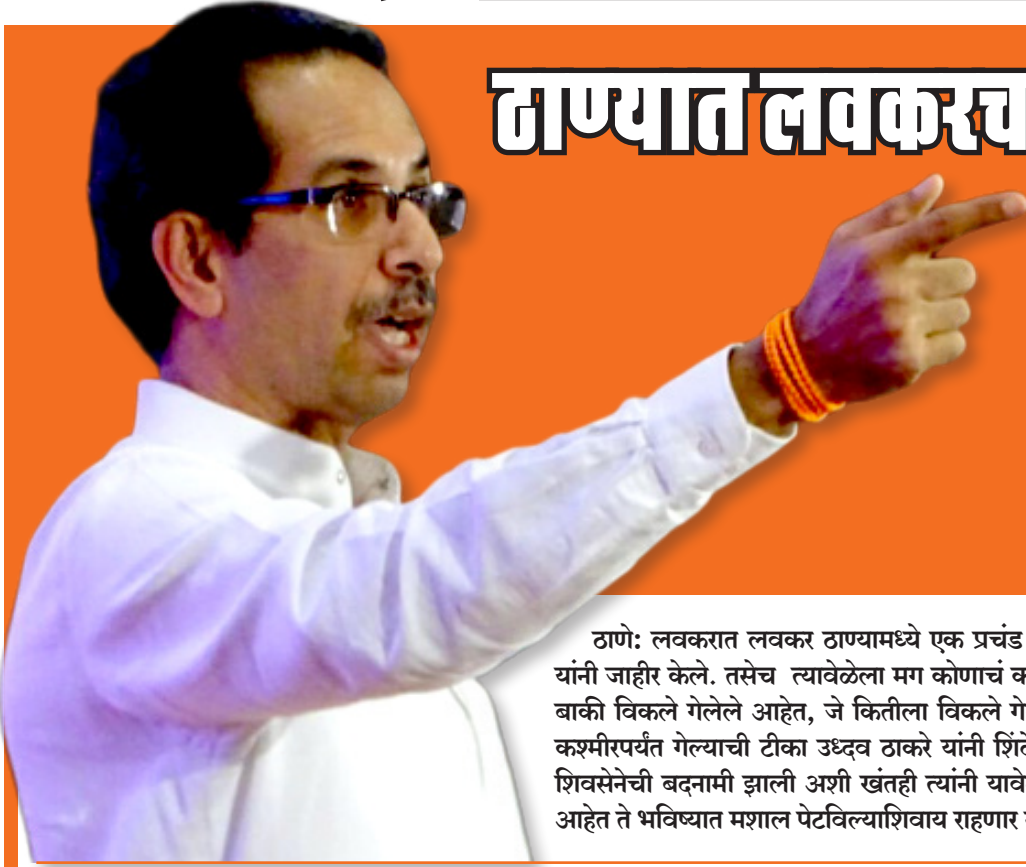 ठाण्यात लवकरच
ठाणे: लवकरात लवकर ठाण्यामध्ये एक प्रचंड
यांनी जाहीर केले. तसेच त्यावेळेला मग कोणाचं
बाकी विकले गेलेले आहेत, जे कितीला विकले
कश्मीरपर्यंत गेल्याची टीका उध्दव ठाकरे यांनी
शिवसेनेची बदनामी झाली अशी खंतही त्यांनी
आहेत ते भविष्यात मशाल पेटविल्याशिवाय राहणार